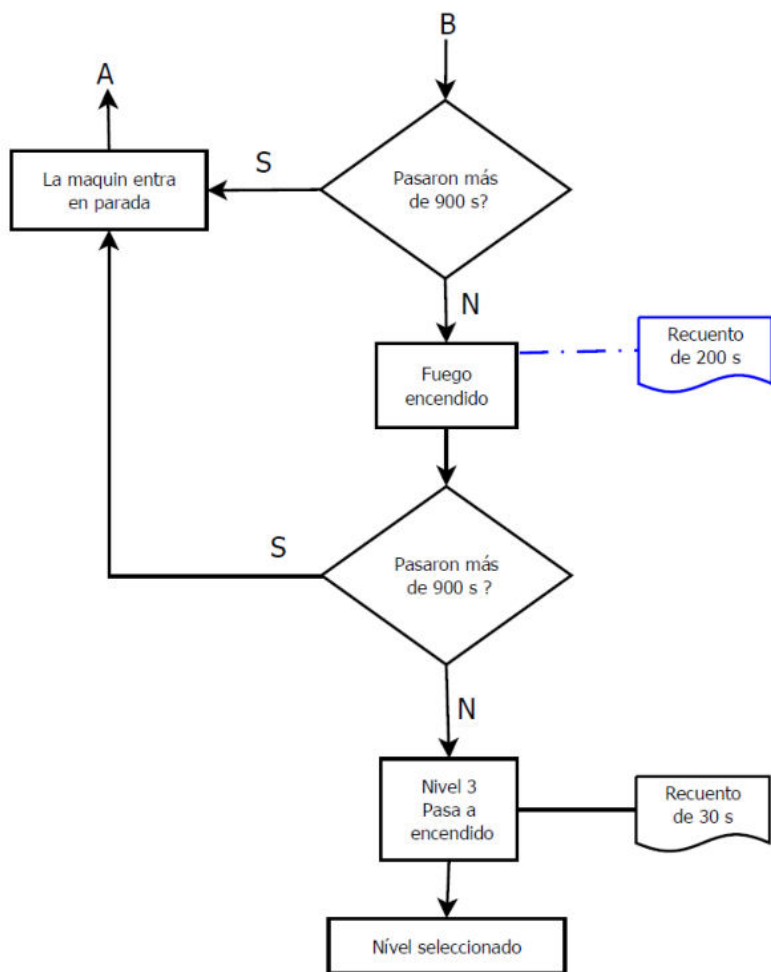 B
A
S
La maquin entra
en parada
Pasaron más
de 900 s?
N
Recuento
de 200 s
Fuego
encendido
S
Pasaron más
de 900 s ?
N
Nivel 3
Pasa a
encendido
Recuento
de 30 s
Nível seleccionado